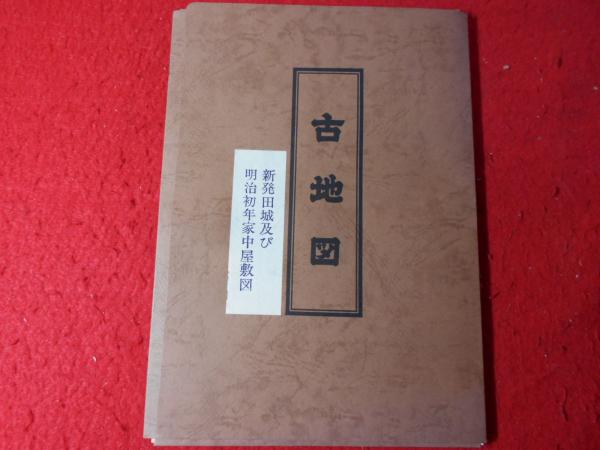 古地図
新発田城及び
明治初年家中屋敷図